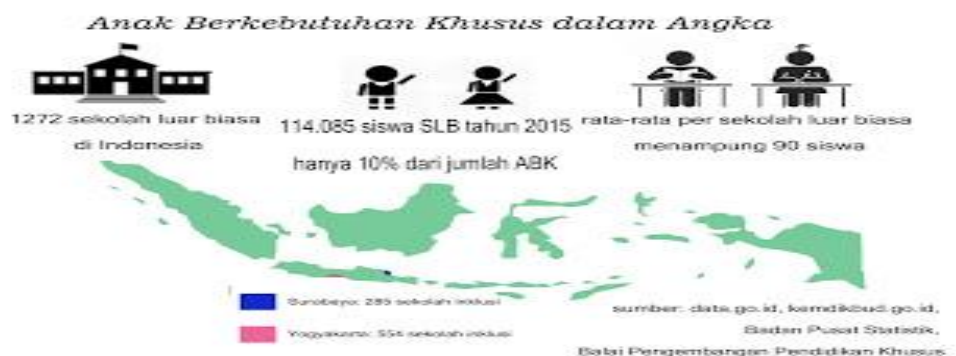 Anak Berkebutuhan Khusus dalam Angka
1272 sekolah luar biasa
di Indonesia
114.085 siswa SLB tahun 2015
hanya 10% dari jumlah ABK
rata-rata per sekolah luar biasa
menampung 90 siswa
Surabaya: 285 sekolah inklusi
Yogyakarta: 554 sekolah inklusi
sumber: data.go.id, kemdikbud.go.id,
Badan Pusat Statistik,
Balai Pengembangan Pendidikan Khusus